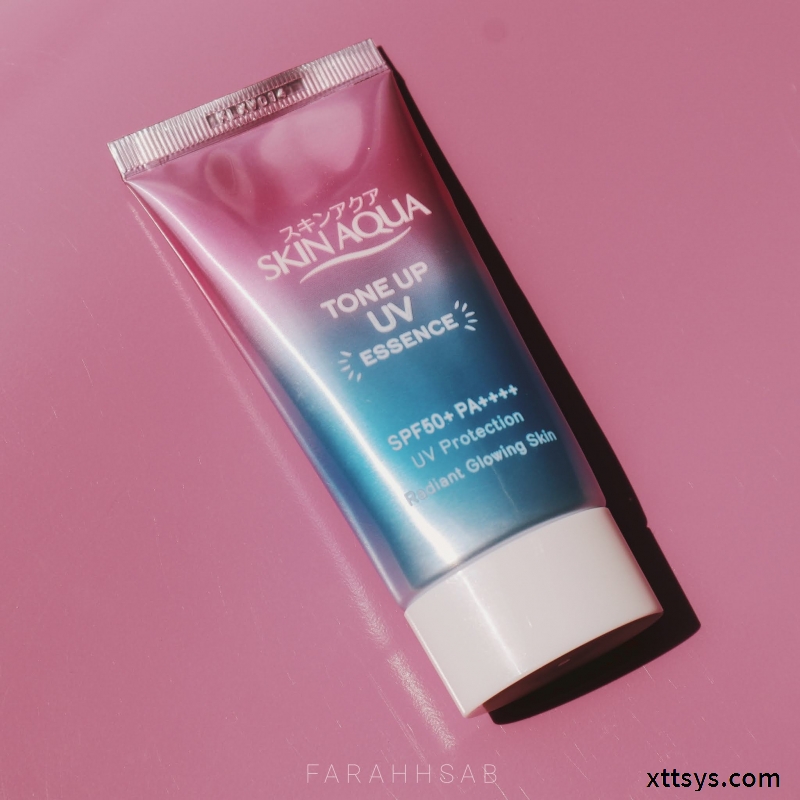 スキンアクア
SKIN AQUA
TONE UP
UV
ESSENCE
SPF50+ PA++++
UV Protection
Radiant Glowing Skin
FARAHHSAB
xttsys.com